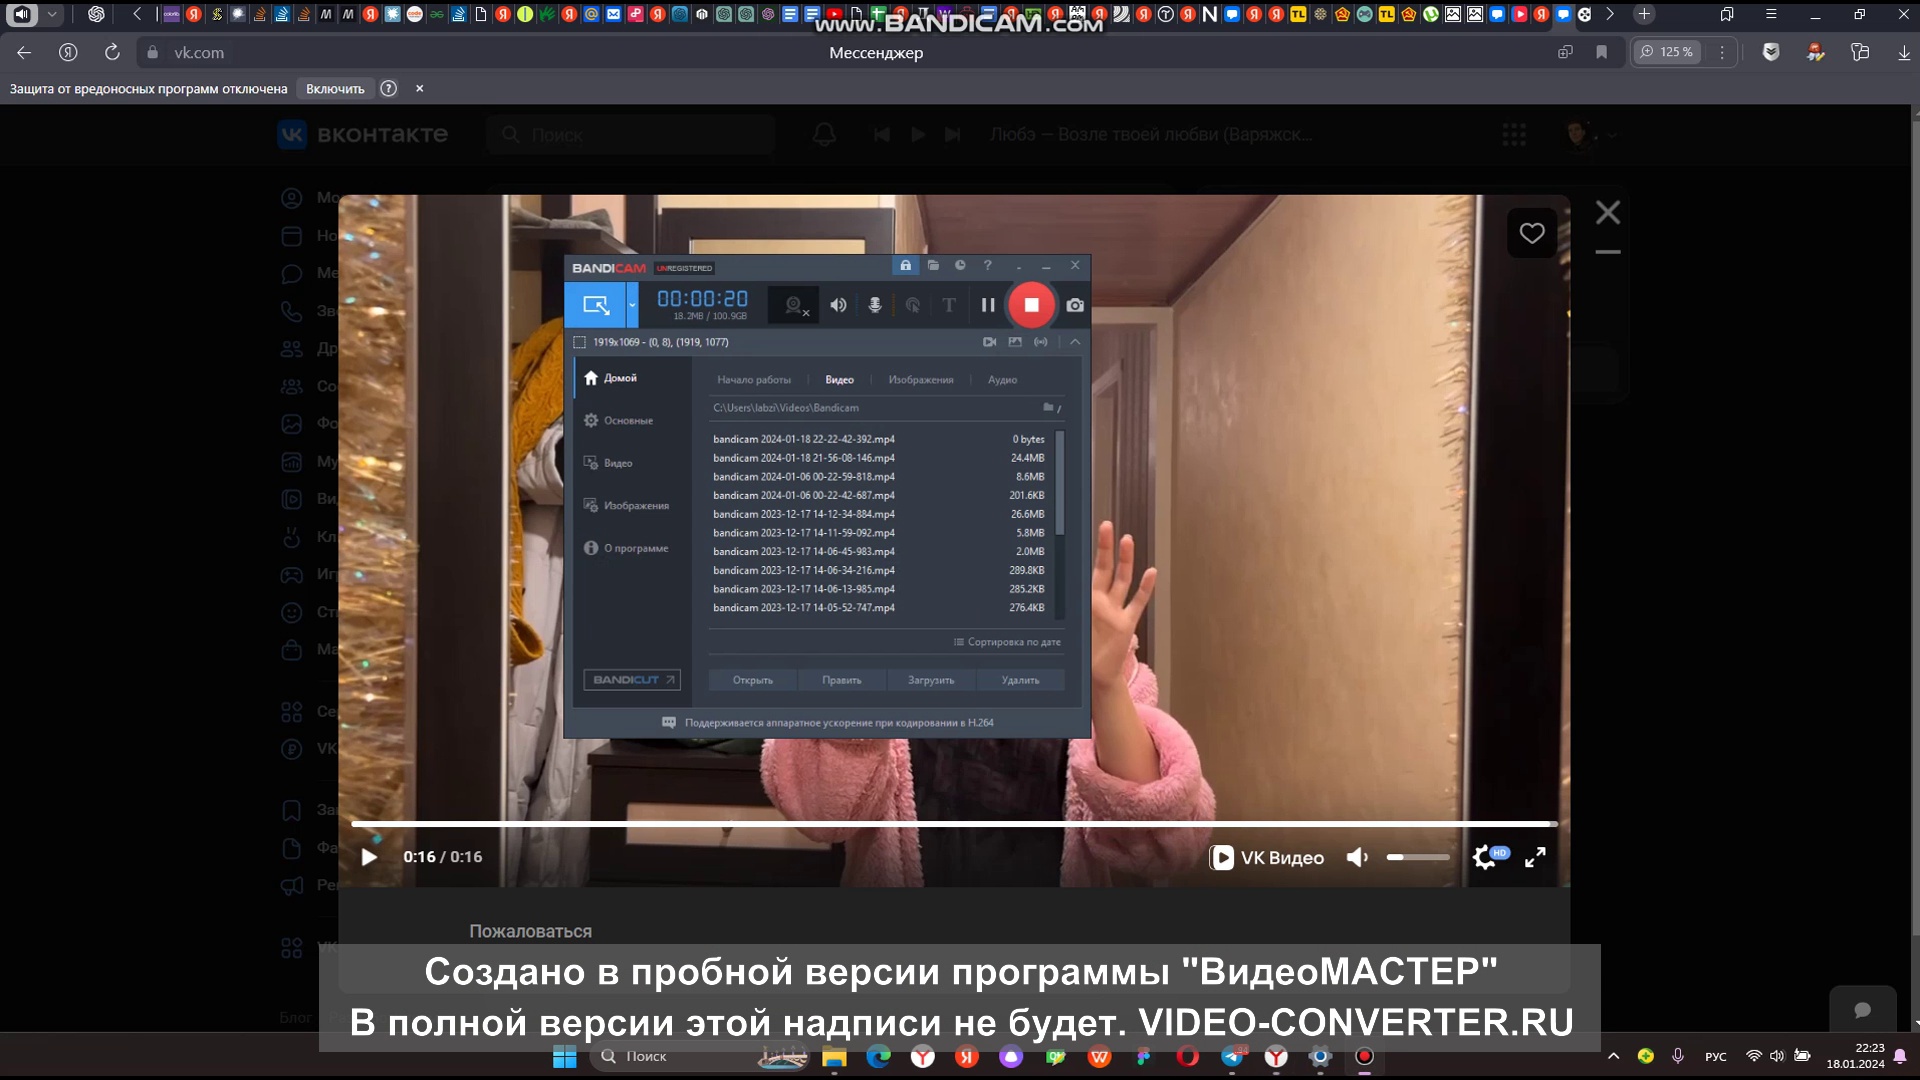 www.BANDICAM.com
vk.com
Мессенджер
125 %
Защита от вредоносных программ отключена
Включить
вконтакте
Поиск
Любэ — Возле твоей любви (Варяжск...
BANDICAM
UNREGISTERED
00:00:20
18.2MB / 100.9GB
1919x1069 - (0, 8), (1919, 1077)
Домой
Основные
Видео
Изображения
О программе
BANDICUT
Начало работы
Видео
Изображения
Аудио
C:\Users\labzi\Videos\Bandicam
bandicam 2024-01-18 22-22-42-392.mp4 0 bytes
bandicam 2024-01-18 21-56-08-146.mp4 24.4MB
bandicam 2024-01-06 00-22-59-818.mp4 8.6MB
bandicam 2024-01-06 00-22-42-687.mp4 201.6KB
bandicam 2023-12-17 14-12-34-884.mp4 26.6MB
bandicam 2023-12-17 14-11-59-092.mp4 5.8MB
bandicam 2023-12-17 14-06-45-983.mp4 2.0MB
bandicam 2023-12-17 14-06-34-216.mp4 289.8KB
bandicam 2023-12-17 14-06-13-985.mp4 285.2KB
bandicam 2023-12-17 14-05-52-747.mp4 276.4KB
Сортировка по дате
Открыть
Править
Загрузить
Удалить
Поддерживается аппаратное ускорение при кодировании в H.264
0:16 / 0:16
VK Видео
HD
Пожаловаться
Создано в пробной версии программы "ВидеоМАСТЕР"
В полной версии этой надписи не будет. VIDEO-CONVERTER.RU
Блог
Поиск
РУС
22:23
18.01.2024